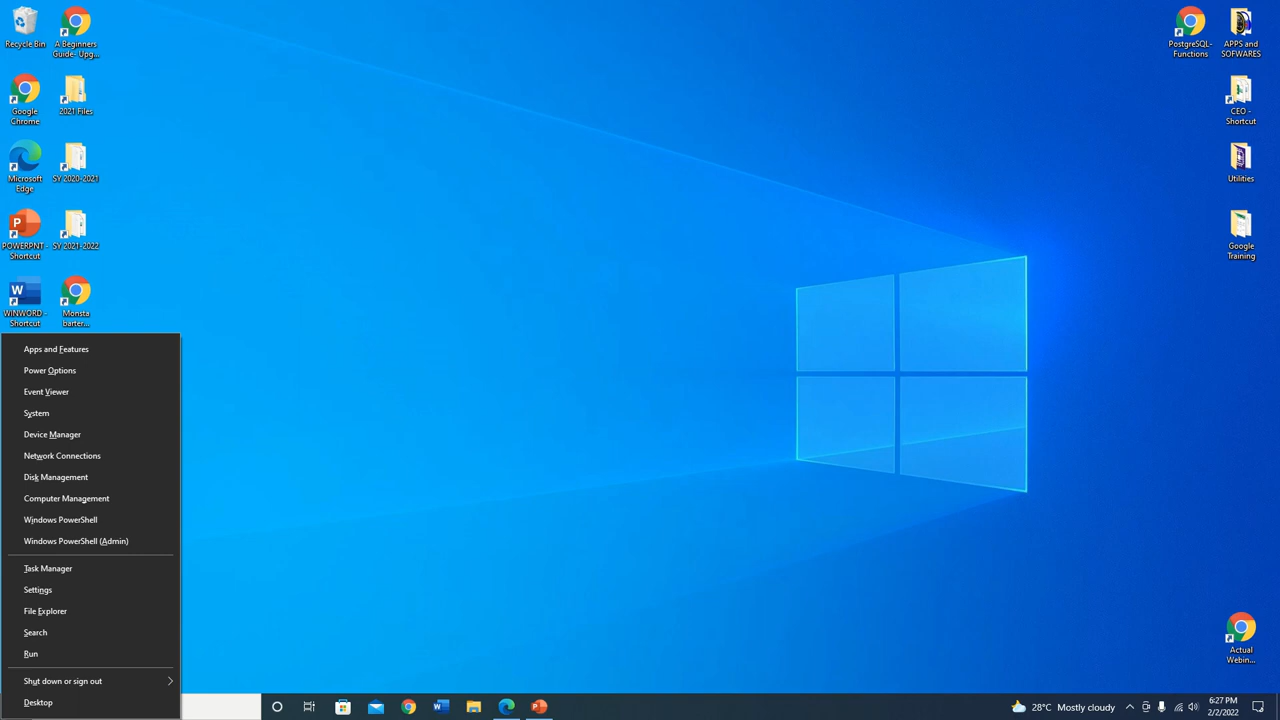 Recycle Bin
A Beginners
Guide- Upg...
Google
Chrome
2021 Files
Microsoft
Edge
SY 2020-2021
POWERPNT -
Shortcut
SY 2021-2022
WINWORD -
Shortcut
Monsta
barter...
PostgreSQL-
Functions
APPS and
SOFWARES
CEO -
Shortcut
Utilities
Google
Training
Actual
Webin...
Apps and Features
Power Options
Event Viewer
System
Device Manager
Network Connections
Disk Management
Computer Management
Windows PowerShell
Windows PowerShell (Admin)
Task Manager
Settings
File Explorer
Search
Run
Shut down or sign out
Desktop
28°C Mostly cloudy
6:27 PM
2/2/2022